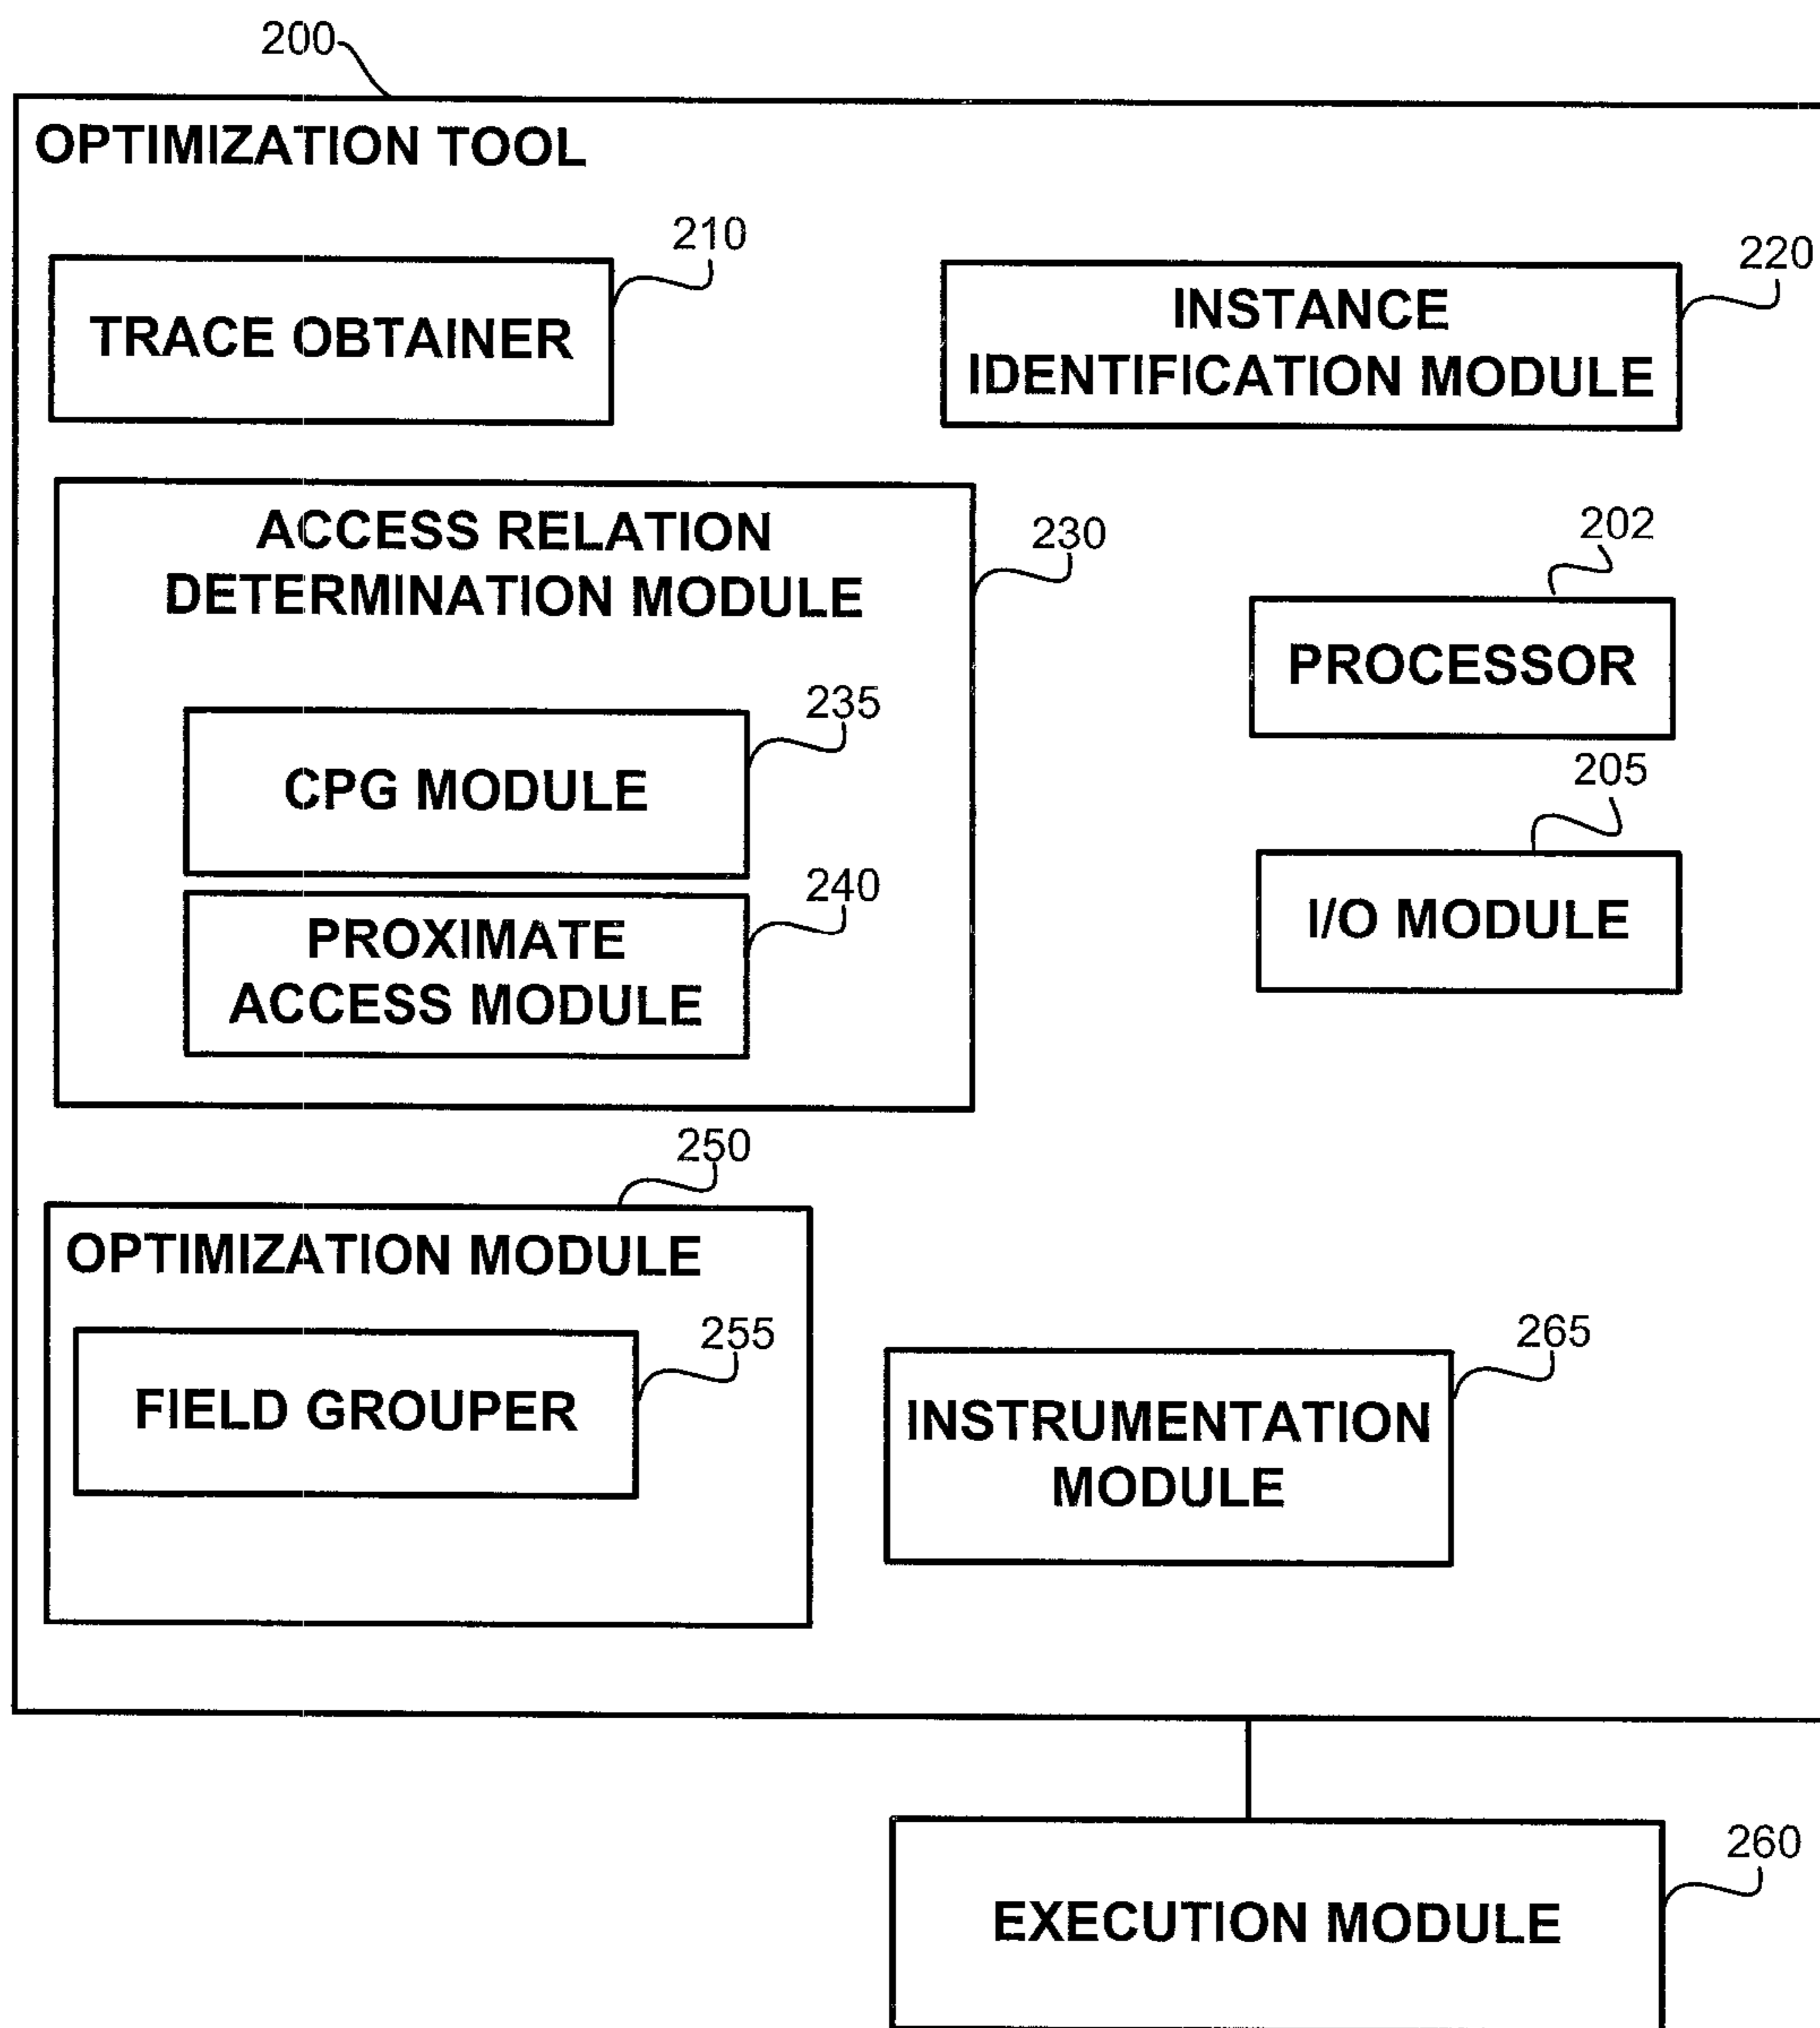 200
OPTIMIZATION TOOL
210
TRACE OBTAINER
220
INSTANCE
IDENTIFICATION MODULE
230
ACCESS RELATION
DETERMINATION MODULE
202
PROCESSOR
235
CPG MODULE
205
I/O MODULE
240
PROXIMATE
ACCESS MODULE
250
OPTIMIZATION MODULE
255
FIELD GROUPER
265
INSTRUMENTATION
MODULE
260
EXECUTION MODULE